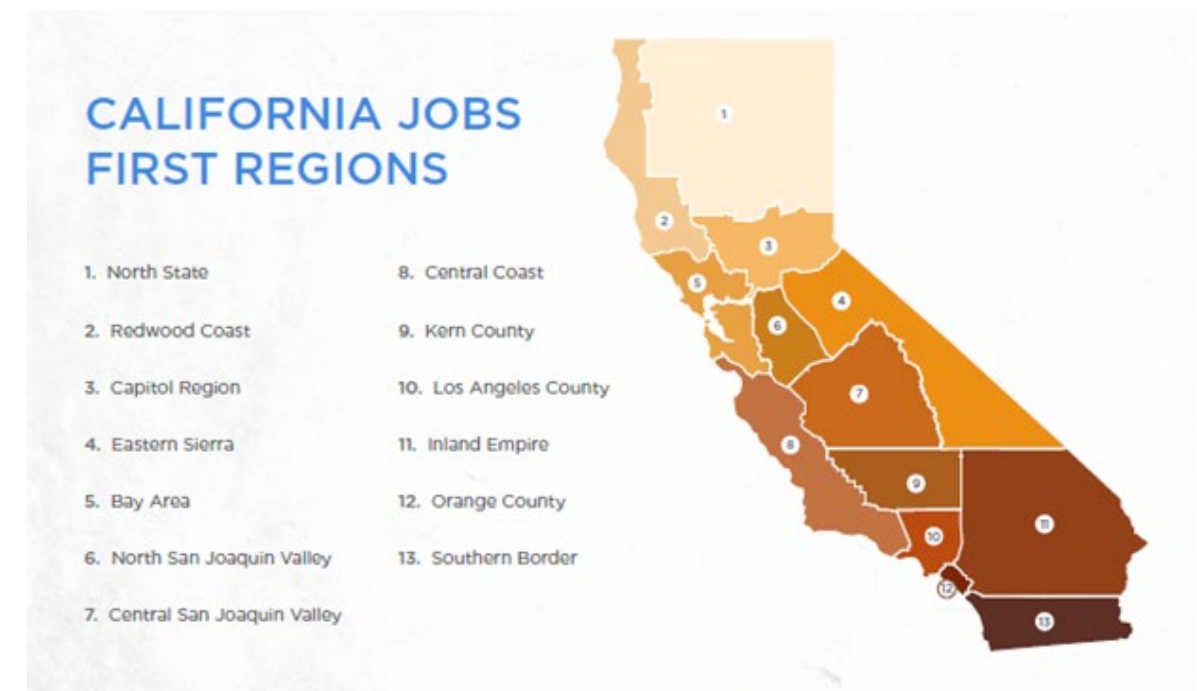 CALIFORNIA JOBS
FIRST REGIONS
1. North State
2. Redwood Coast
3. Capitol Region
4. Eastern Sierra
5. Bay Area
6. North San Joaquin Valley
7. Central San Joaquin Valley
8. Central Coast
9. Kern County
10. Los Angeles County
11. Inland Empire
12. Orange County
13. Southern Border
1
2
3
5
4
6
7
8
9
11
10
12
13